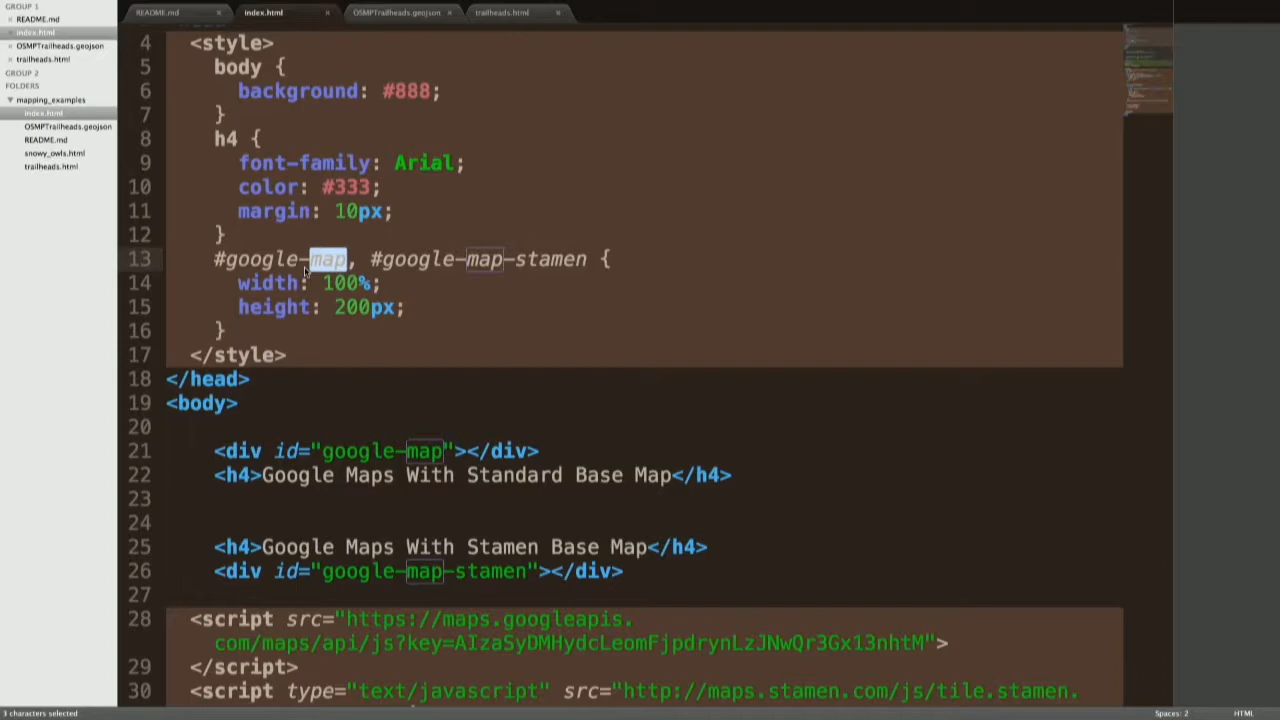 GROUP 1
README.md
index.html
OSMPTrailheads.geojson
trailheads.html
GROUP 2
FOLDERS
mapping_examples
index.html
OSMPTrailheads.geojson
README.md
snowy_owls.html
trailheads.html
README.md
index.html
OSMPTrailheads.geojson
trailheads.html
4 <style>
5 body {
6 background: #888;
7 }
8 h4 {
9 font-family: Arial;
10 color: #333;
11 margin: 10px;
12 }
13 #google-map, #google-map-stamen {
14 width: 100%;
15 height: 200px;
16 }
17 </style>
18 </head>
19 <body>
20
21 <div id="google-map"></div>
22 <h4>Google Maps With Standard Base Map</h4>
23
24
25 <h4>Google Maps With Stamen Base Map</h4>
26 <div id="google-map-stamen"></div>
27
28 <script src="https://maps.googleapis.
com/maps/api/js?key=AIzaSyDMHydcLeomFjpdrynLzJNwQr3Gx13nhtM">
29 </script>
30 <script type="text/javascript" src="http://maps.stamen.com/js/tile.stamen.
3 characters selected
Spaces: 2
HTML